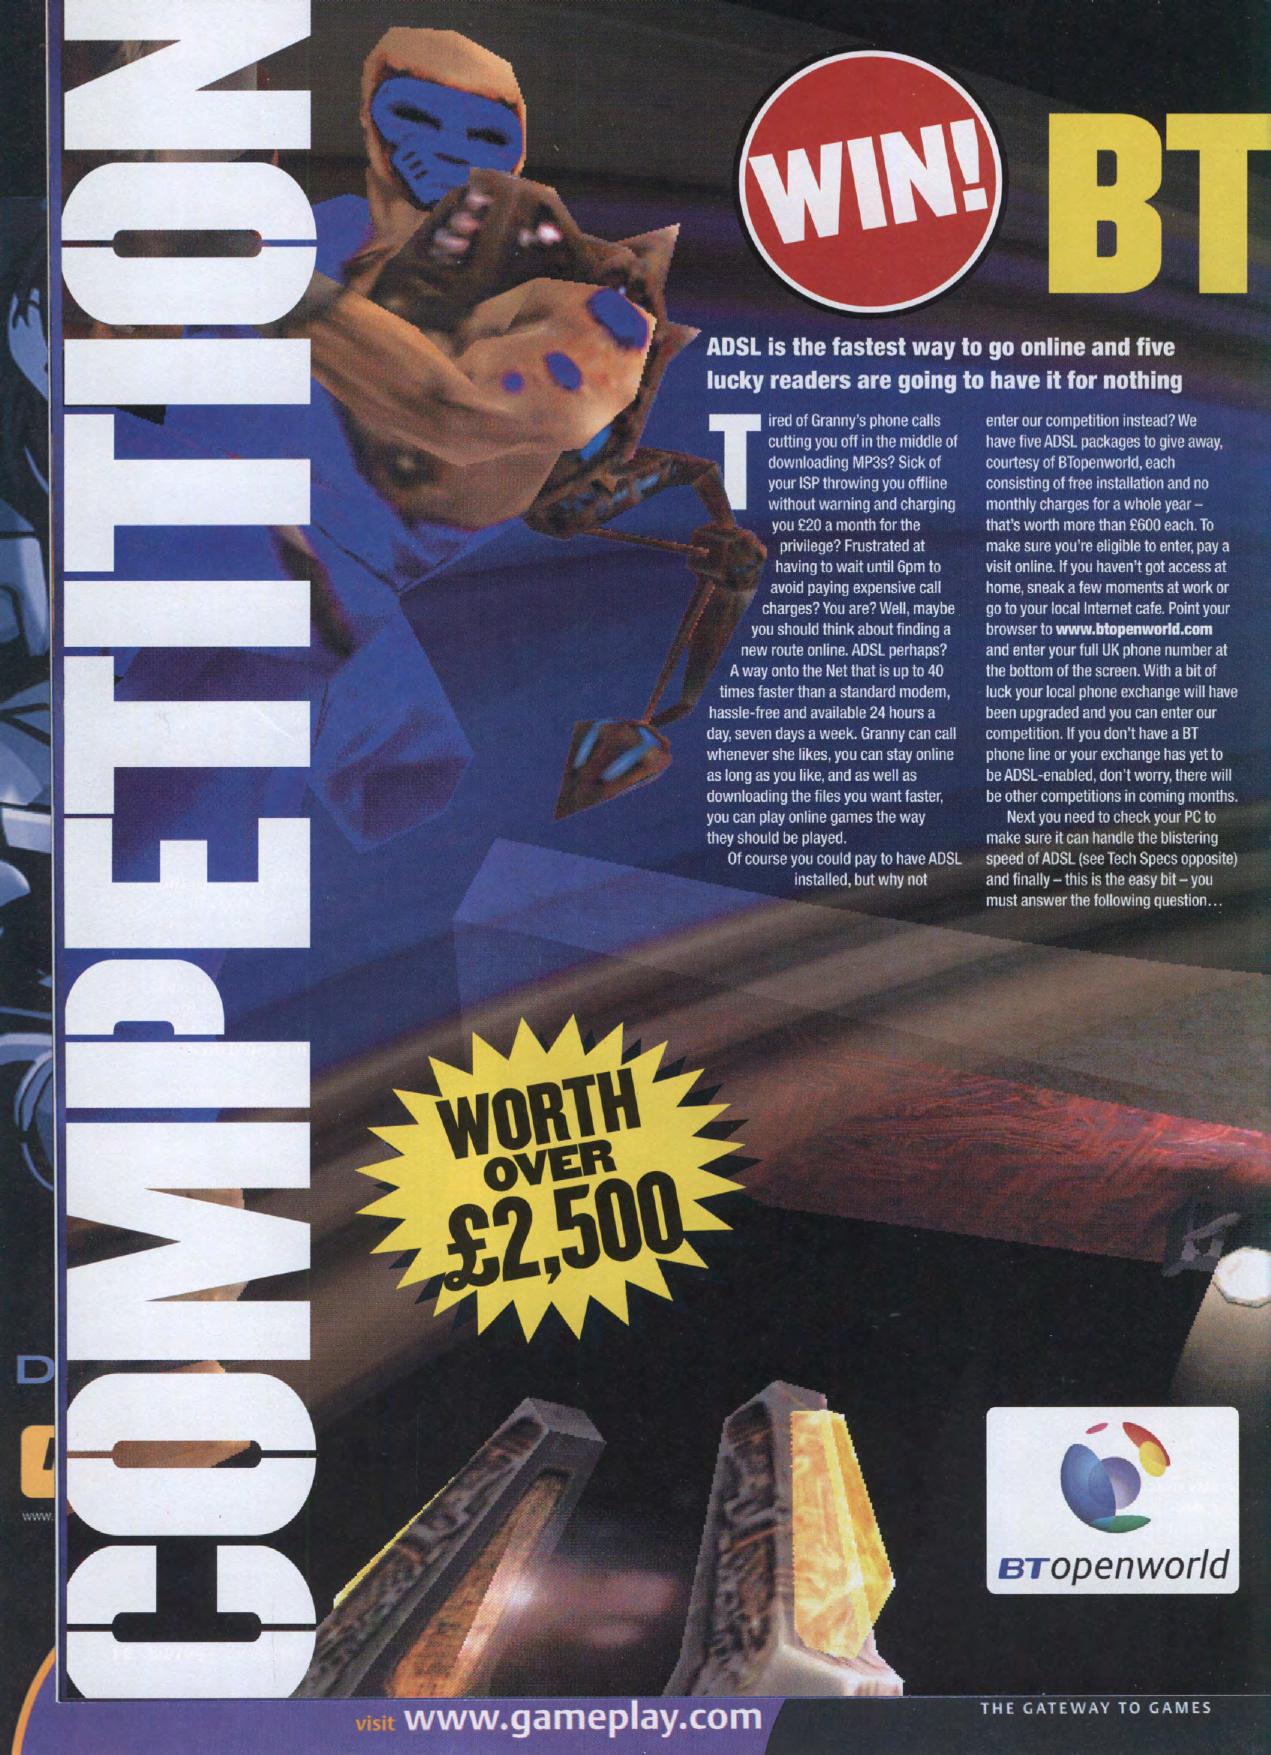 COMPETITION
WIN!
BT
ADSL is the fastest way to go online and five
lucky readers are going to have it for nothing
Tired of Granny's phone calls
cutting you off in the middle of
downloading MP3s? Sick of
your ISP throwing you offline
without warning and charging
you £20 a month for the
privilege? Frustrated at
having to wait until 6pm to
avoid paying expensive call
charges? You are? Well, maybe
you should think about finding a
new route online. ADSL perhaps?
A way onto the Net that is up to 40
times faster than a standard modem,
hassle-free and available 24 hours a
day, seven days a week. Granny can call
whenever she likes, you can stay online
as long as you like, and as well as
downloading the files you want faster,
you can play online games the way
they should be played.
Of course you could pay to have ADSL
installed, but why not
enter our competition instead? We
have five ADSL packages to give away,
courtesy of BTopenworld, each
consisting of free installation and no
monthly charges for a whole year –
that's worth more than £600 each. To
make sure you're eligible to enter, pay a
visit online. If you haven't got access at
home, sneak a few moments at work or
go to your local Internet cafe. Point your
browser to www.btopenworld.com
and enter your full UK phone number at
the bottom of the screen. With a bit of
luck your local phone exchange will have
been upgraded and you can enter our
competition. If you don't have a BT
phone line or your exchange has yet to
be ADSL-enabled, don't worry, there will
be other competitions in coming months.
Next you need to check your PC to
make sure it can handle the blistering
speed of ADSL (see Tech Specs opposite)
and finally – this is the easy bit – you
must answer the following question...
WORTH
OVER
£2,500
D
www.
BTopenworld
visit www.gameplay.com
THE GATEWAY TO GAMES